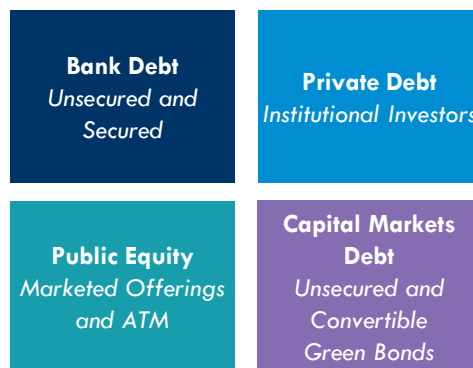 Bank Debt
Unsecured and
Secured
Private Debt
Institutional Investors
Public Equity
Marketed Offerings
and ATM
Capital Markets
Debt
Unsecured and
Convertible
Green Bonds